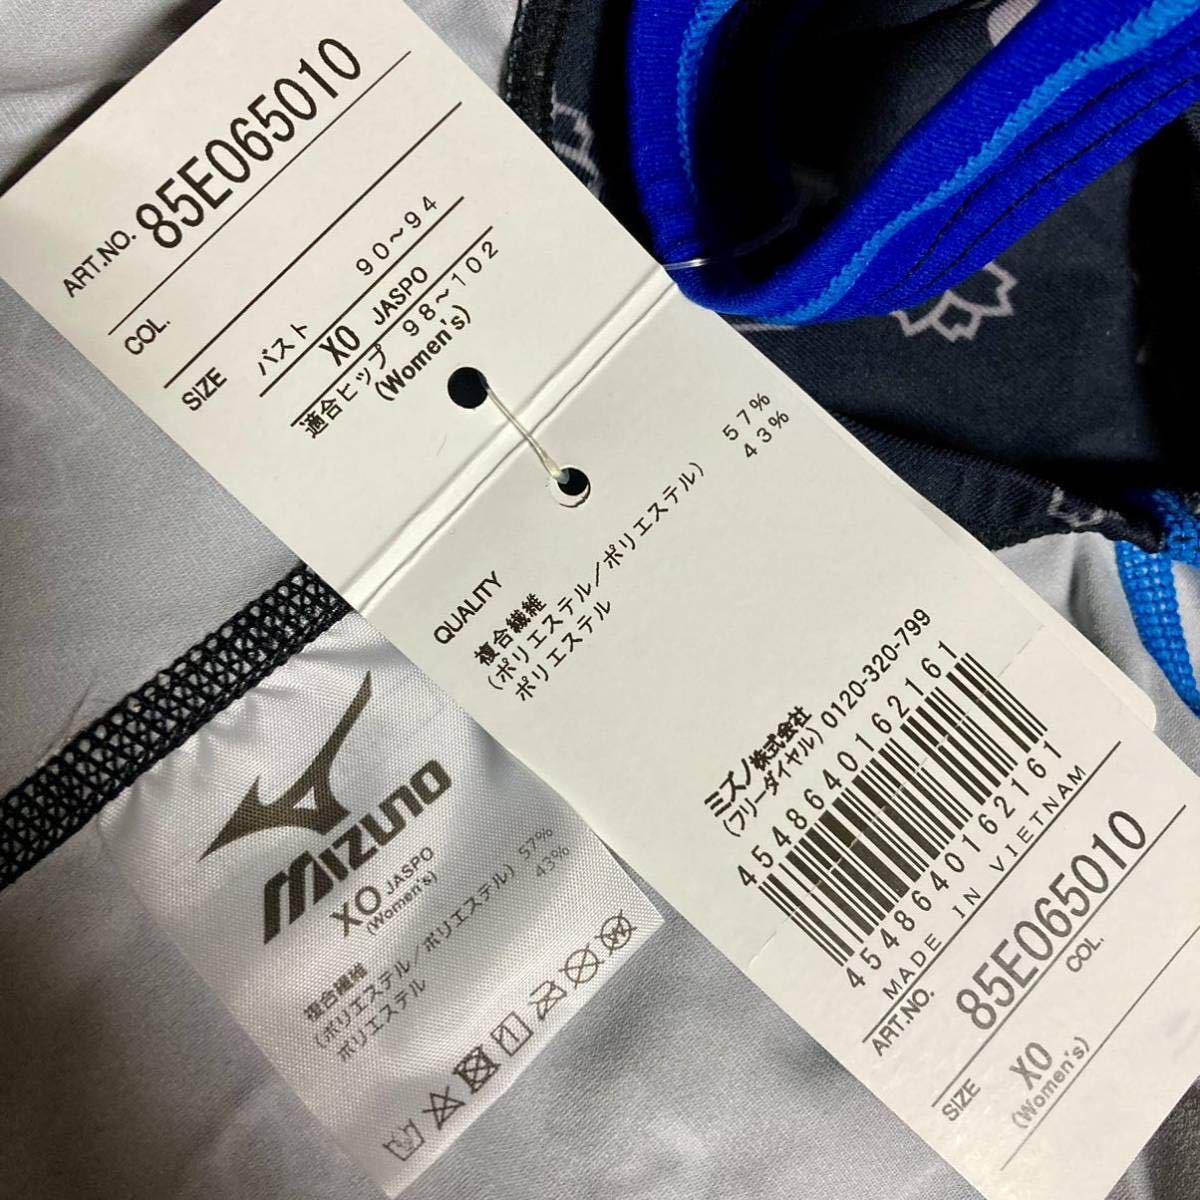 ART.NO. 85E065010
COL.
SIZE バスト 90~94
XO JASPO
適合ヒップ 98~102
(Women's)
QUALITY
複合繊維
(ポリエステル/ポリエステル) 57%
ポリエステル 43%
ミズノ株式会社
(フリーダイヤル) 0120-320-799
4548640162161
4548640162161
MADE IN VIETNAM
ART.NO. 85E065010
COL.
SIZE XO
(Women's)
MIZUNO
XO JASPO
(Women's)
複合繊維
(ポリエステル/ポリエステル) 57%
ポリエステル 43%